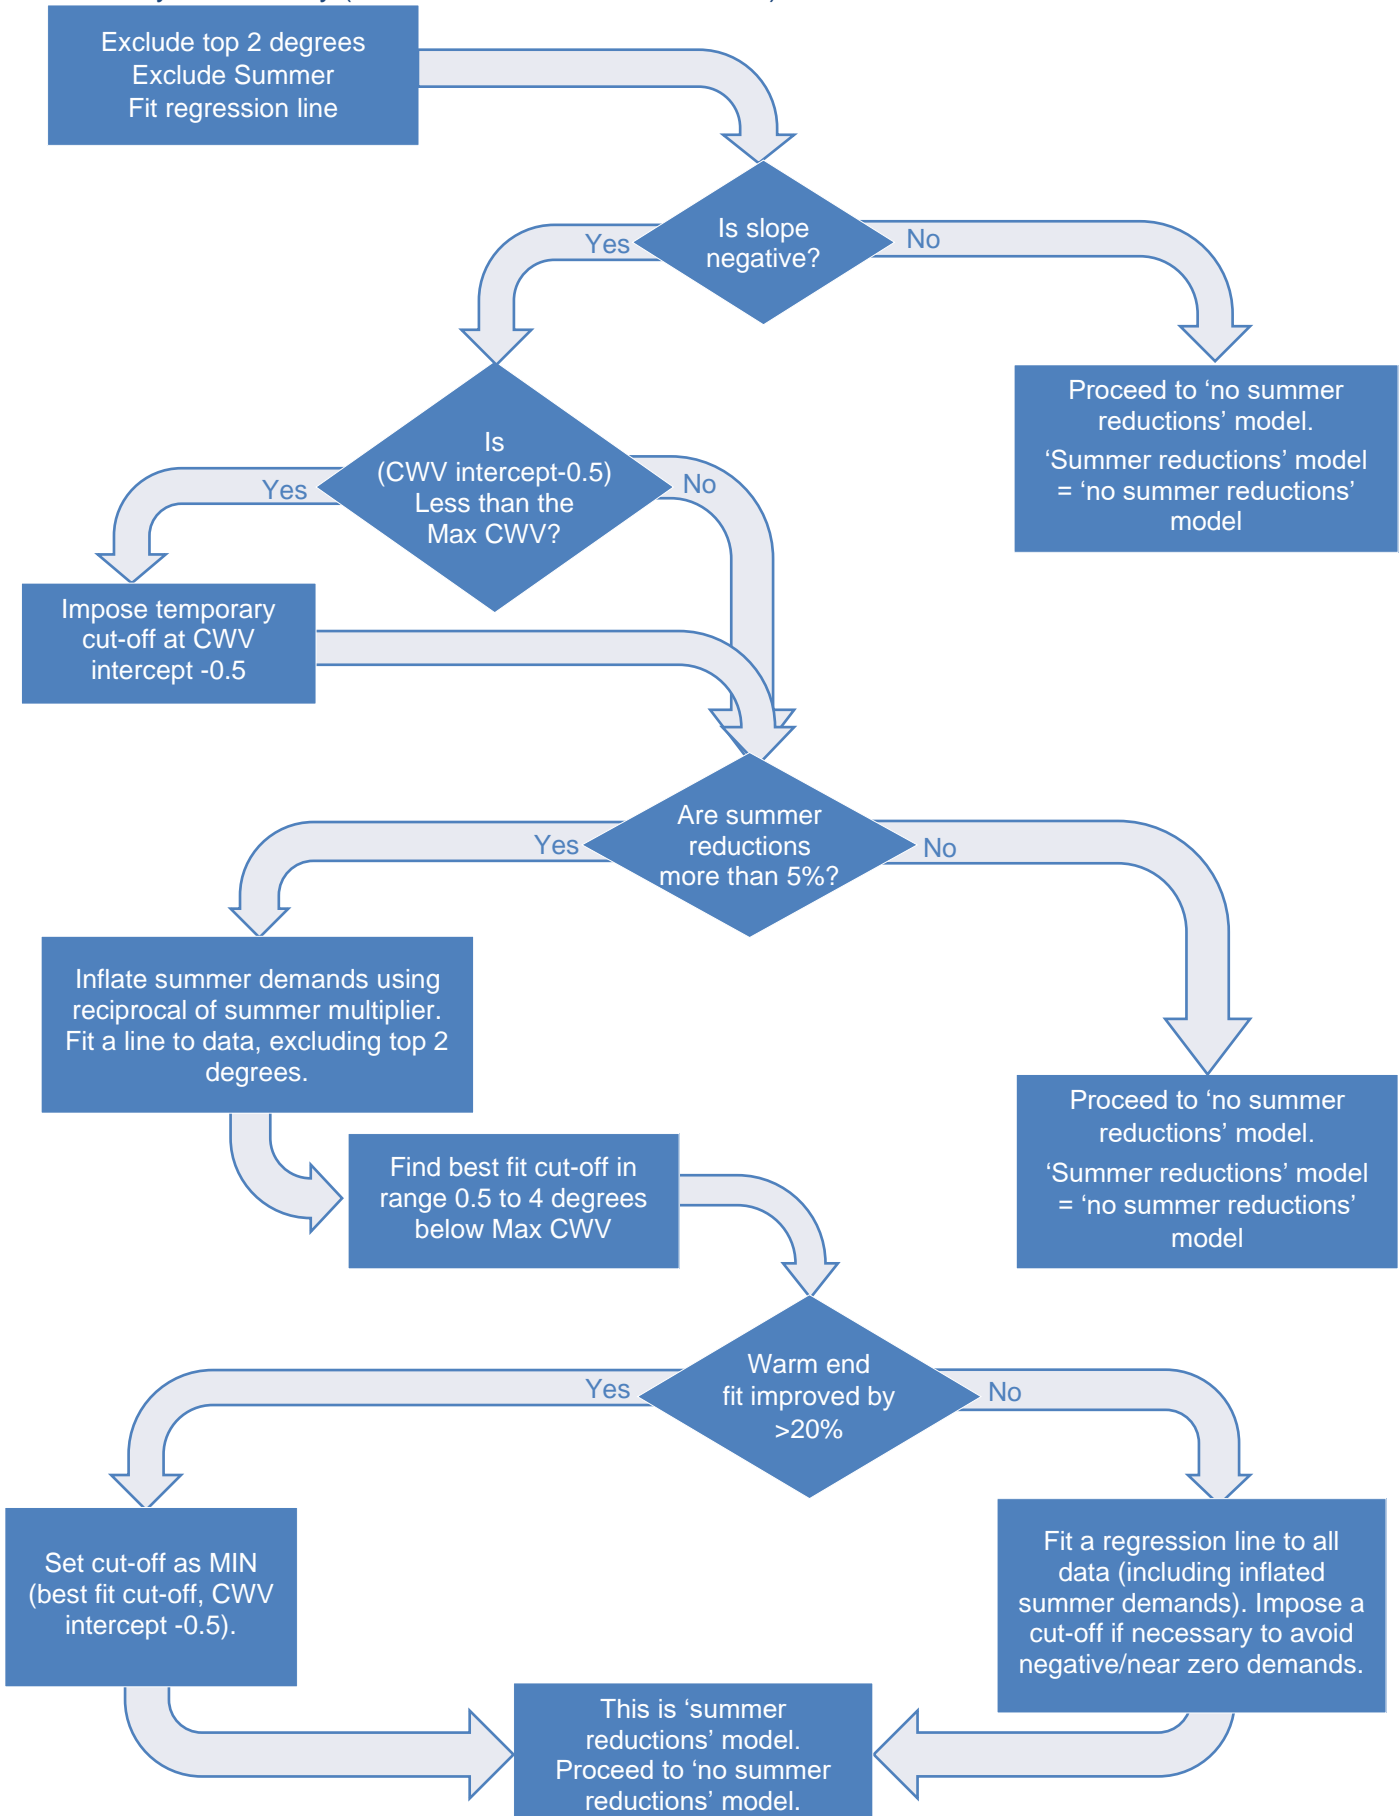 Exclude top 2 degrees
Exclude Summer
Fit regression line
Is slope
negative?
Yes
No
Proceed to ‘no summer
reductions’ model.
‘Summer reductions’ model
= ‘no summer reductions’
model
Is
(CWV intercept-0.5)
Less than the
Max CWV?
Yes
No
Impose temporary
cut-off at CWV
intercept -0.5
Are summer
reductions
more than 5%?
Yes
No
Inflate summer demands using
reciprocal of summer multiplier.
Fit a line to data, excluding top 2
degrees.
Proceed to ‘no summer
reductions’ model.
‘Summer reductions’ model
= ‘no summer reductions’
model
Find best fit cut-off in
range 0.5 to 4 degrees
below Max CWV
Warm end
fit improved by
>20%
Yes
No
Set cut-off as MIN
(best fit cut-off, CWV
intercept -0.5).
Fit a regression line to all
data (including inflated
summer demands). Impose a
cut-off if necessary to avoid
negative/near zero demands.
This is ‘summer
reductions’ model.
Proceed to ‘no summer
reductions’ model.